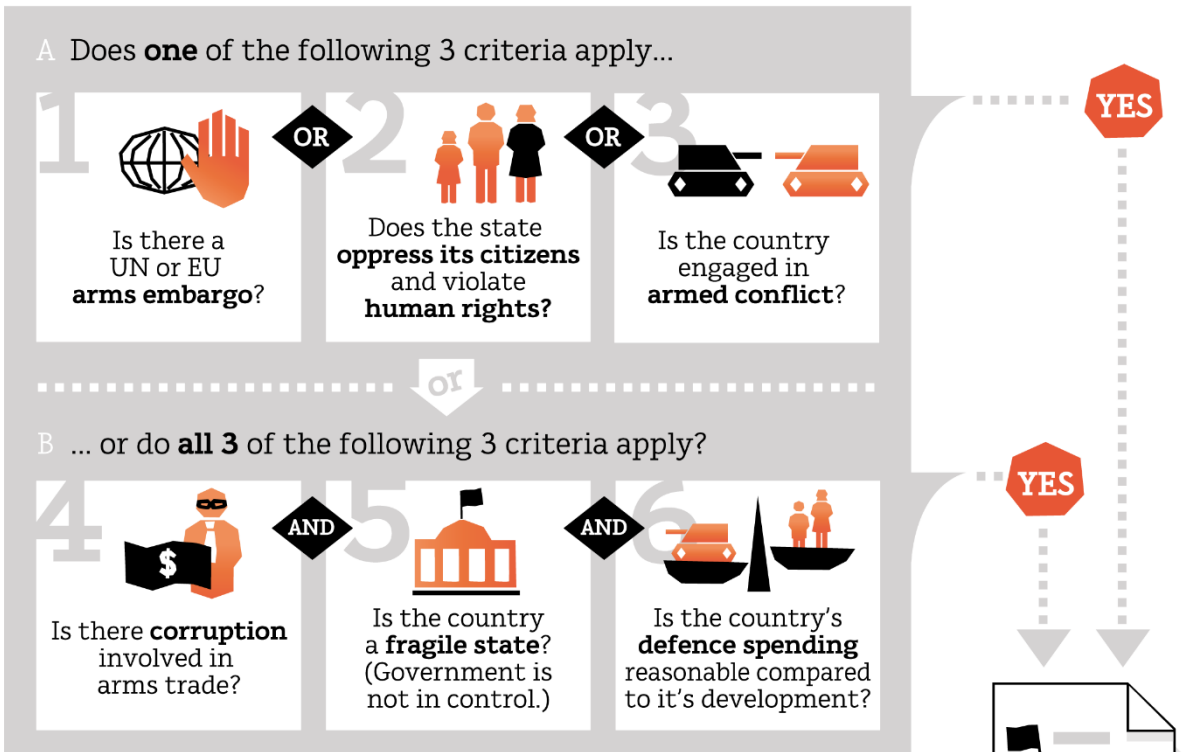 A Does one of the following 3 criteria apply...
YES
1
OR
2
OR
3
Is there a
UN or EU
arms embargo?
Does the state
oppress its citizens
and violate
human rights?
Is the country
engaged in
armed conflict?
or
B ... or do all 3 of the following 3 criteria apply?
YES
4
AND
5
AND
6
$
Is there corruption
involved in
arms trade?
Is the country
a fragile state?
(Government is
not in control.)
Is the country's
defence spending
reasonable compared
to it's development?